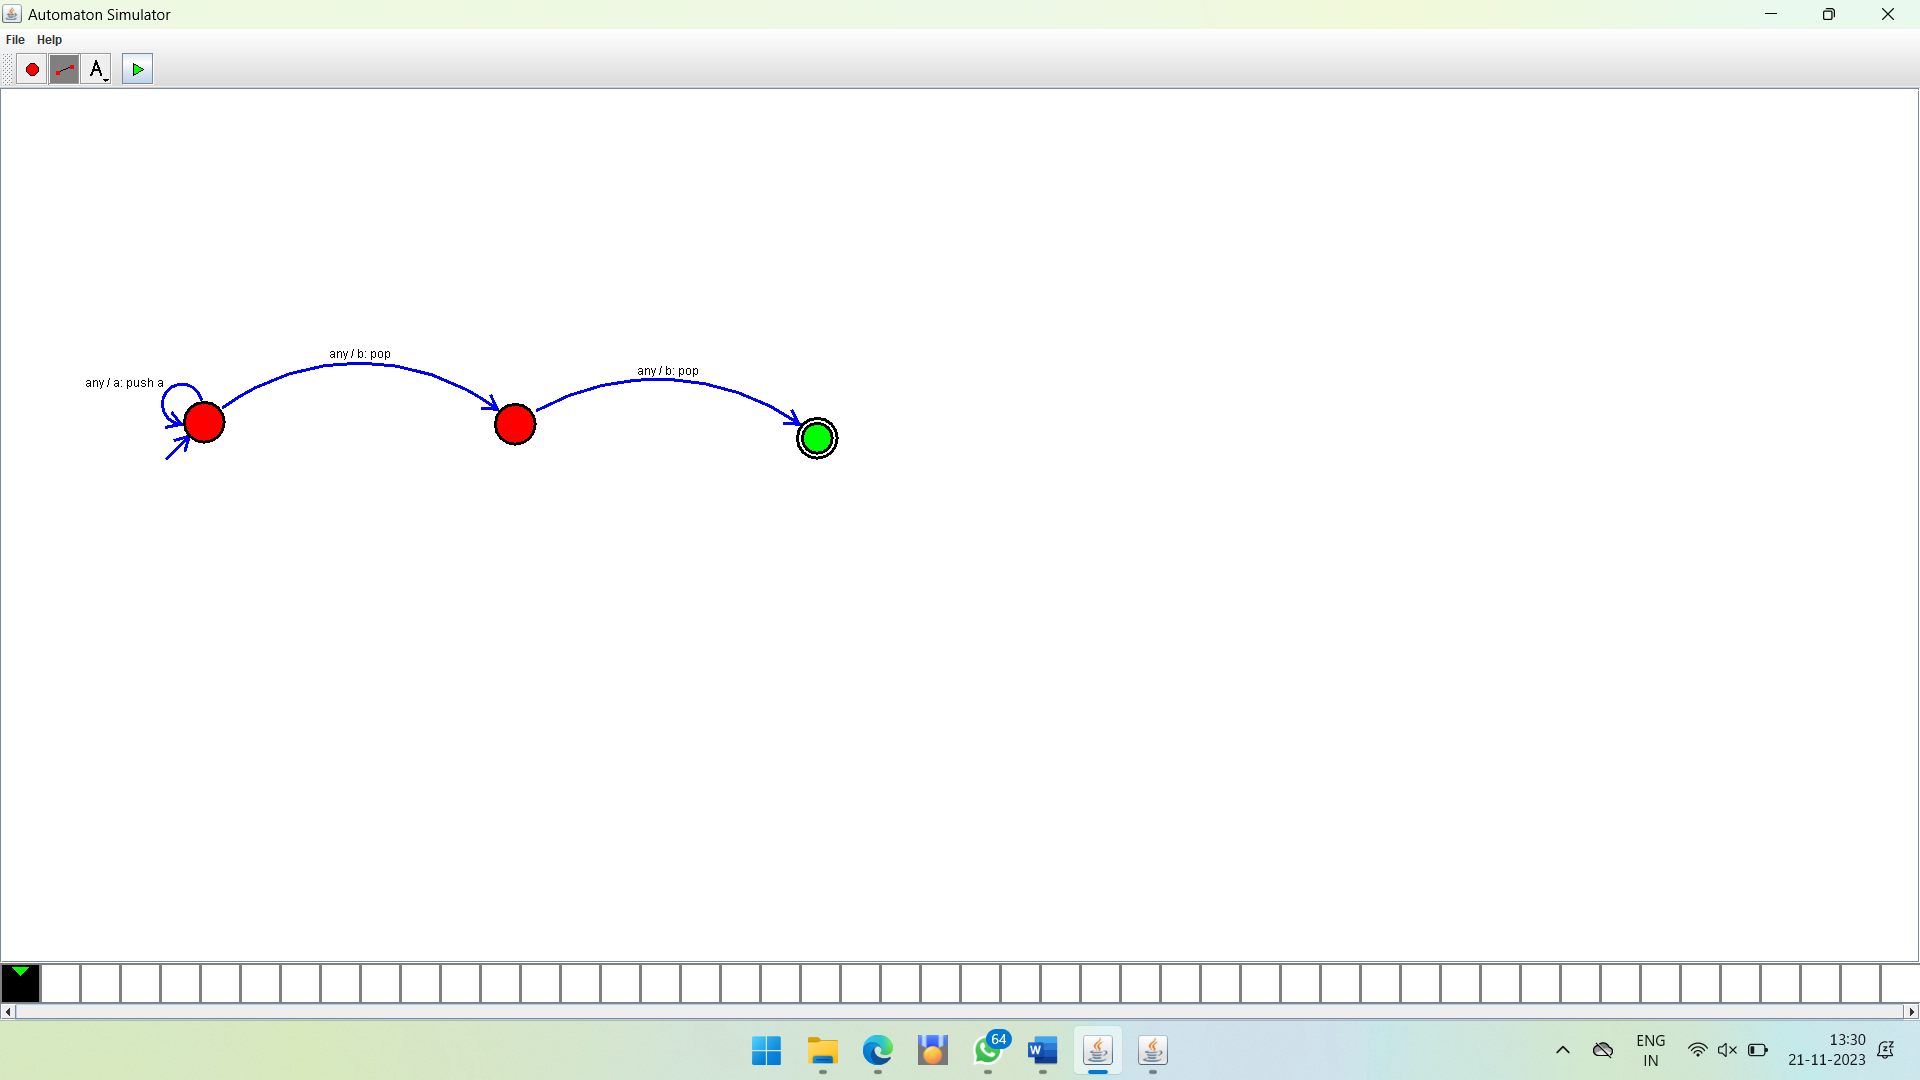 Automaton Simulator
File Help
A
any / b: pop
any / b: pop
any / a: push a
64
W
ENG
IN
13:30
21-11-2023